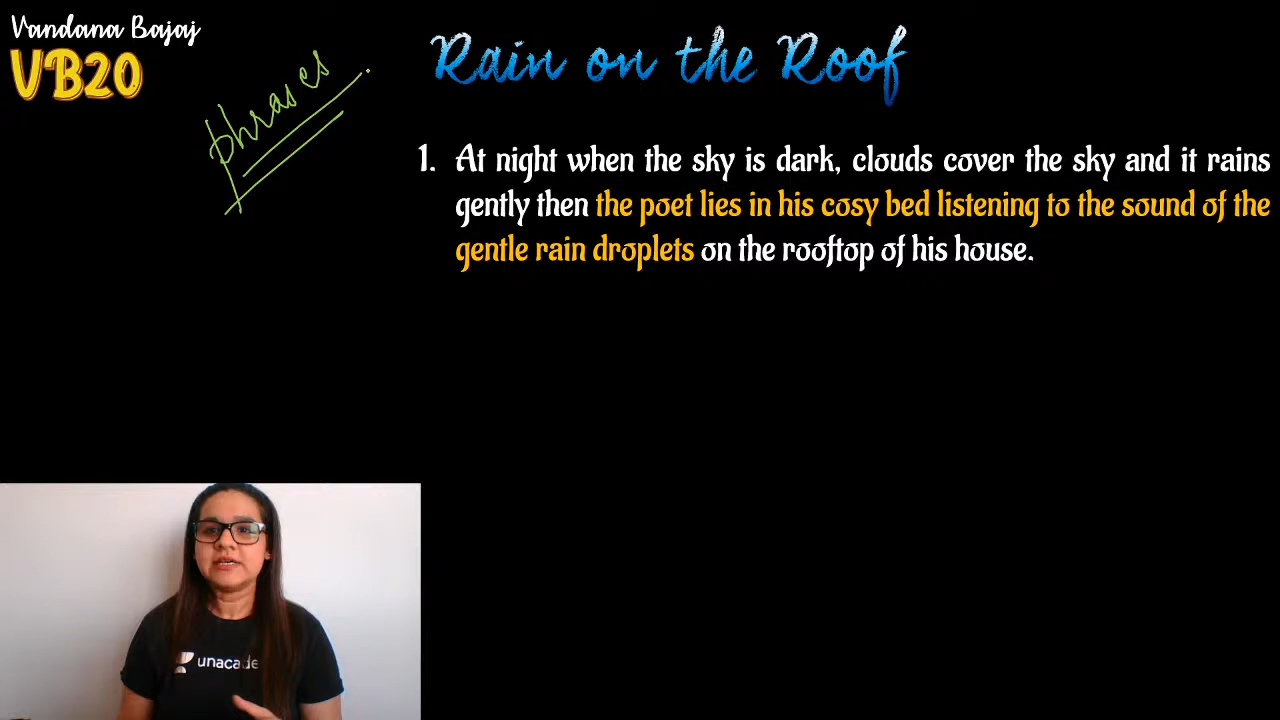 Vandana Bajaj
VB20
phrases
Rain on the Roof
1. At night when the sky is dark, clouds cover the sky and it rains
gently then the poet lies in his cosy bed listening to the sound of the
gentle rain droplets on the rooftop of his house.
unacade